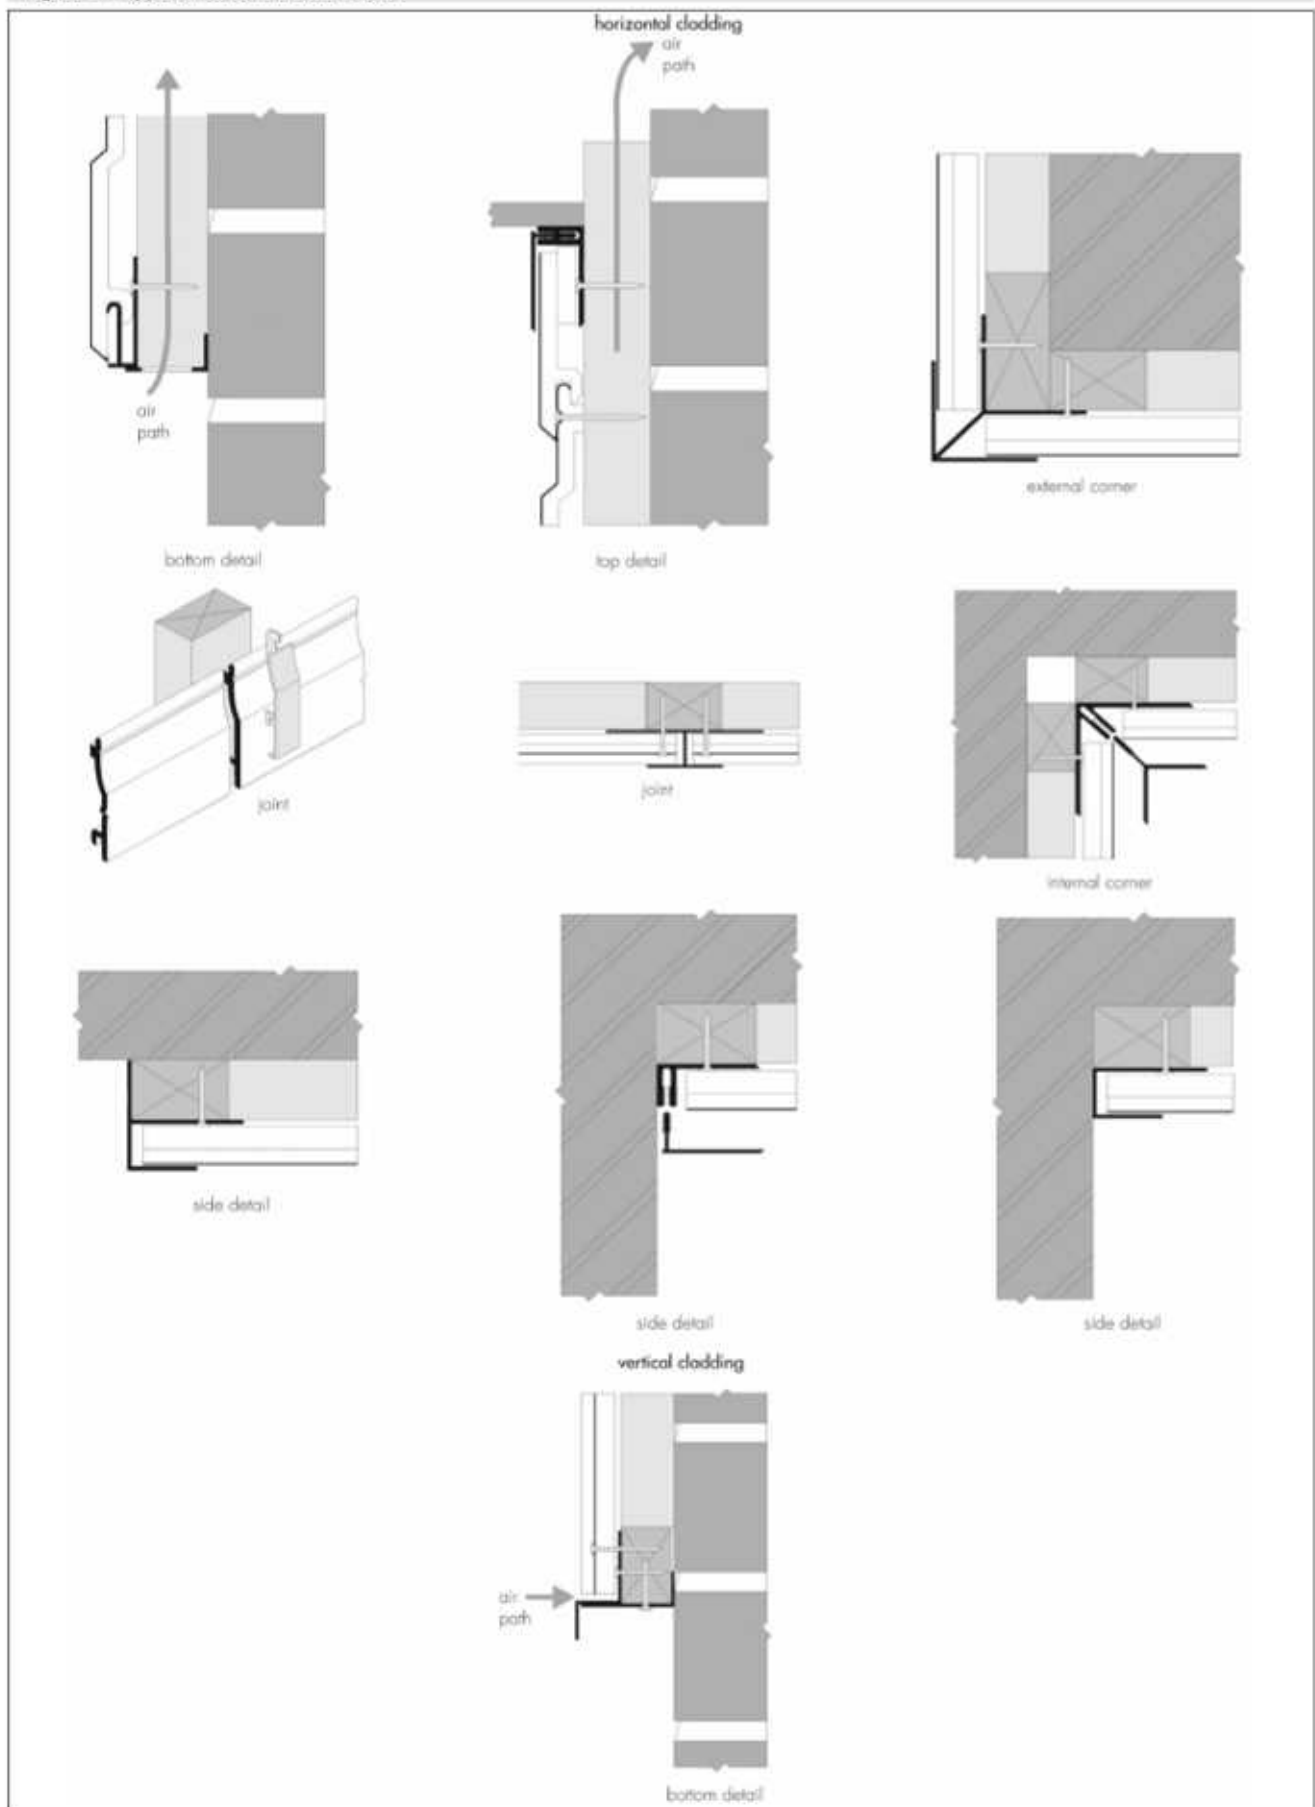 horizontal cladding
air
path
air
path
external corner
bottom detail
top detail
joint
joint
internal corner
side detail
side detail
side detail
vertical cladding
air
path
bottom detail